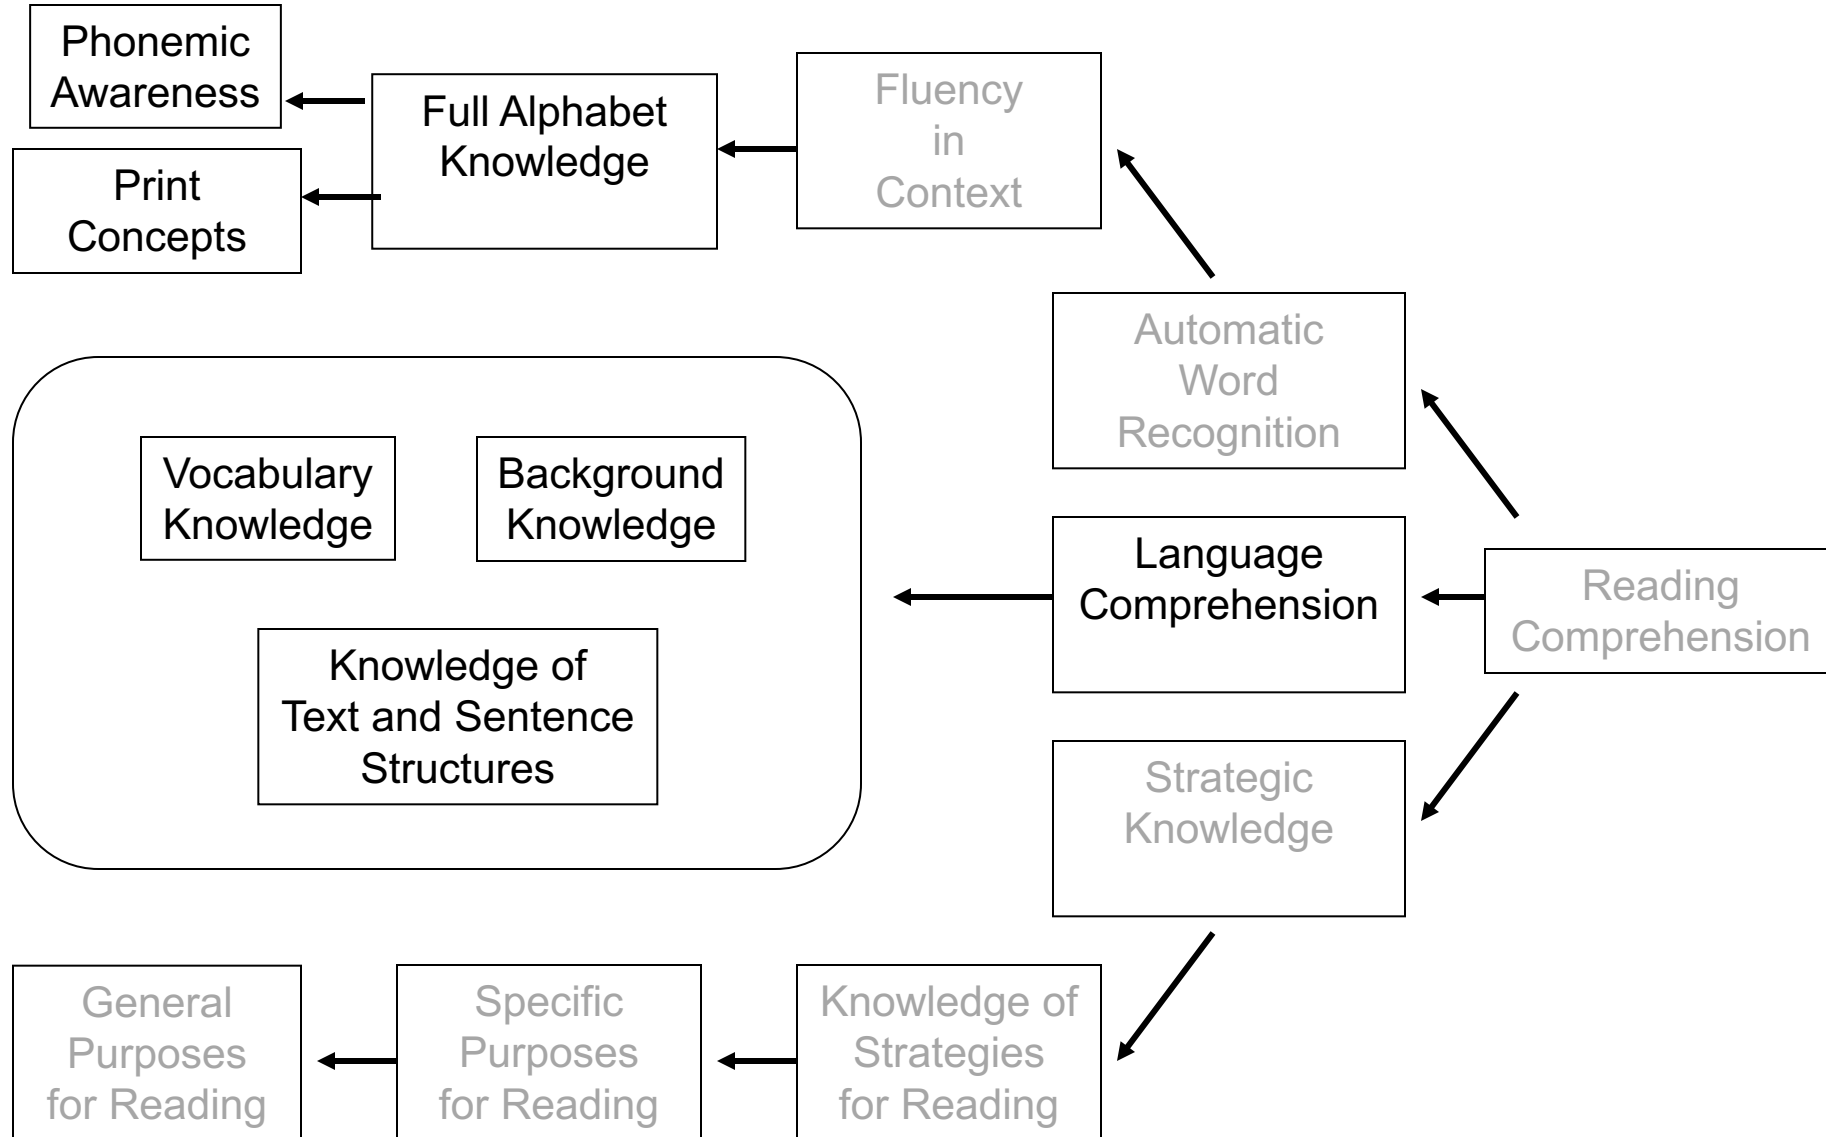 Phonemic
Awareness
Print
Concepts
Full Alphabet
Knowledge
Fluency
in
Context
Automatic
Word
Recognition
Vocabulary
Knowledge
Background
Knowledge
Knowledge of
Text and Sentence
Structures
Language
Comprehension
Reading
Comprehension
Strategic
Knowledge
General
Purposes
for Reading
Specific
Purposes
for Reading
Knowledge of
Strategies
for Reading